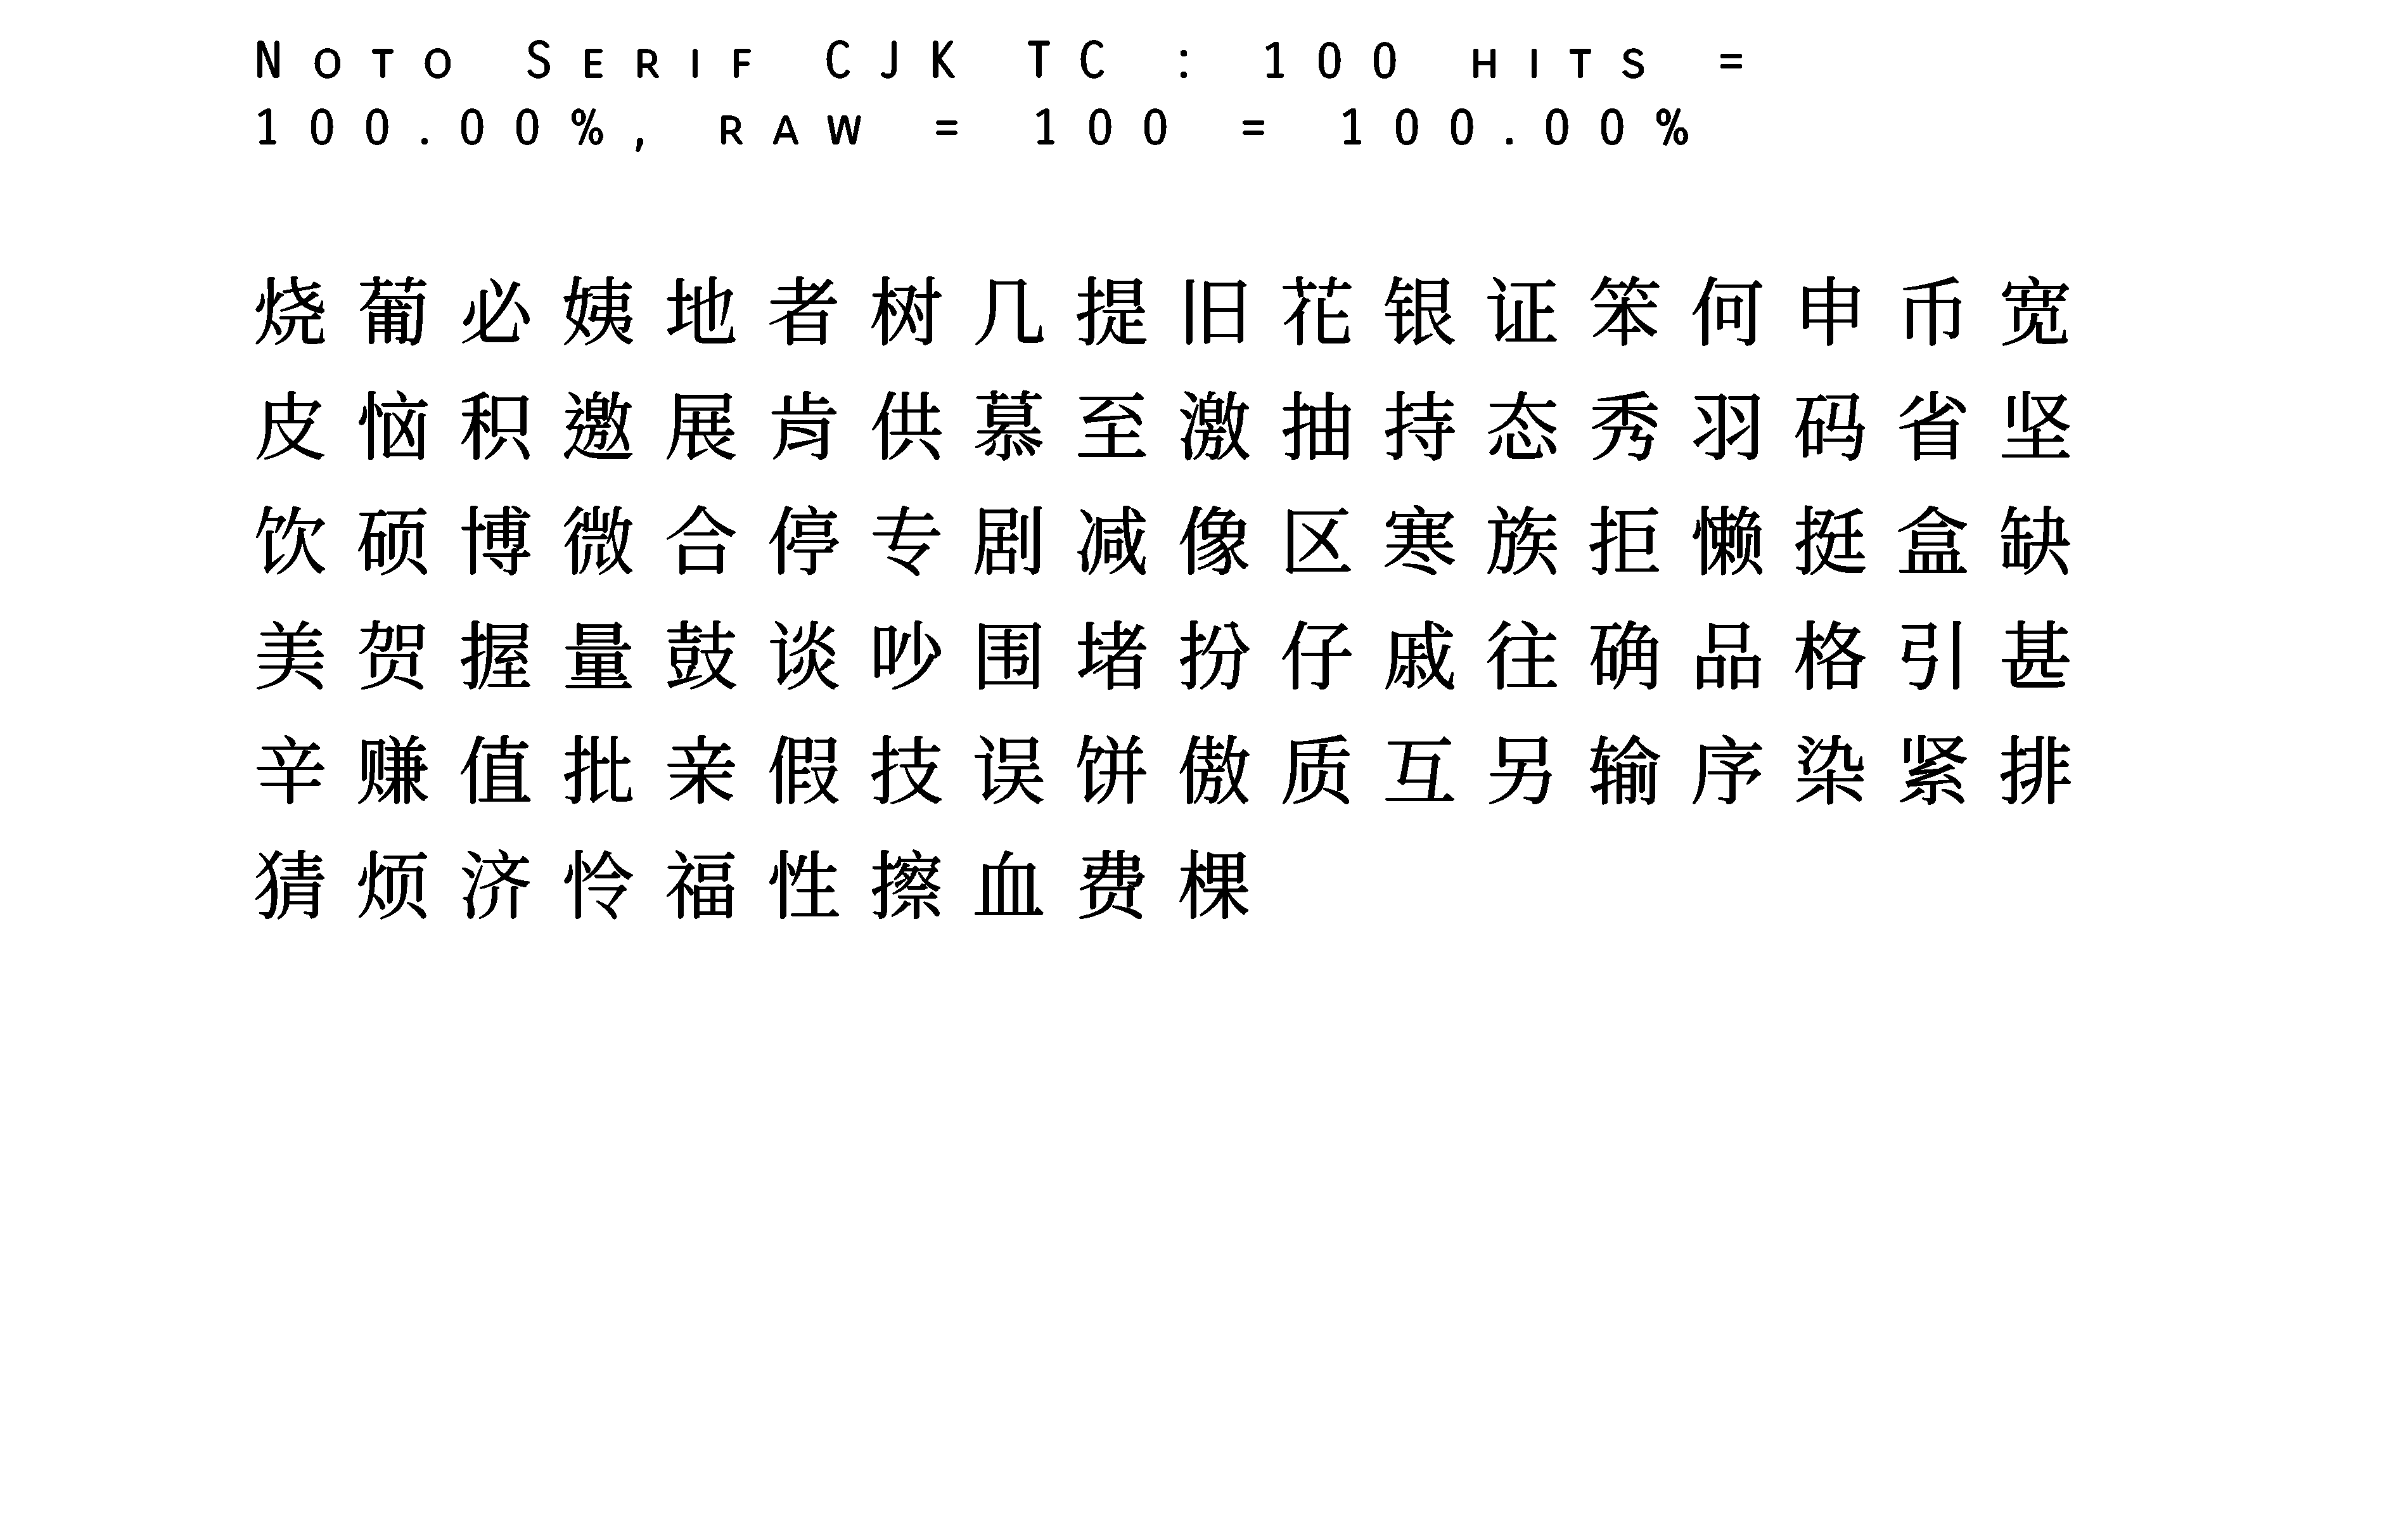 Noto Serif CJK TC : 100 hits =
100.00%, raw = 100 = 100.00%
烧葡必姨地者树几提旧花银证笨何申币宽
皮恼积邀展肯供慕至激抽持态秀羽码省坚
饮硕博微合停专剧减像区寒族拒懒挺盒缺
美贺握量鼓谈吵围堵扮仔戚往确品格引甚
辛赚值批亲假技误饼傲质互另输序染紧排
猜烦济怜福性擦血费棵